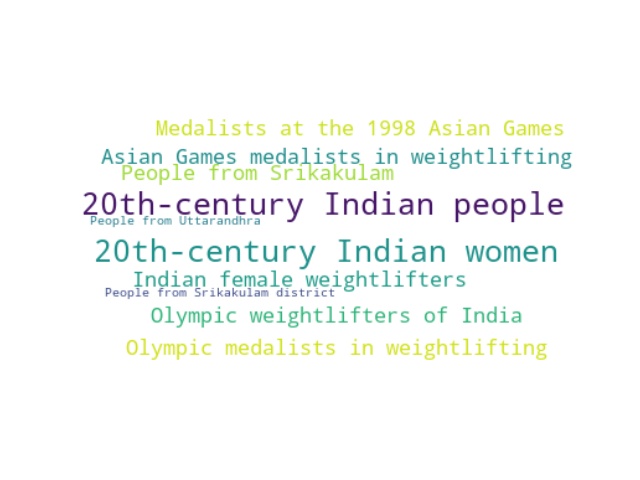 Medalists at the 1998 Asian Games
Asian Games medalists in weightlifting
People from Srikakulam
20th-century Indian people
People from Uttarandhra
20th-century Indian women
Indian female weightlifters
People from Srikakulam district
Olympic weightlifters of India
Olympic medalists in weightlifting